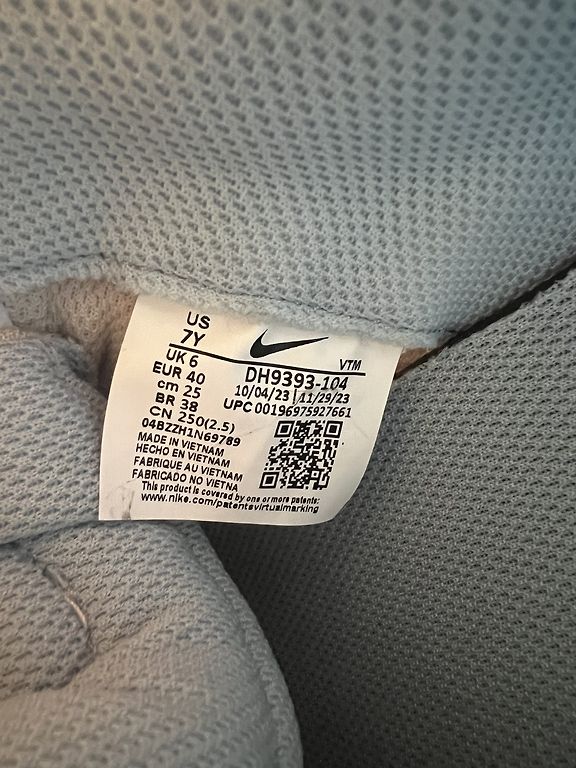 US
7Y
UK 6
EUR 40
cm 25
BR 38
CN 250(2.5)
04BZZH1N69789
VTM
DH9393-104
10/04/23 | 11/29/23
UPC 00196975927661
MADE IN VIETNAM
HECHO EN VIETNAM
FABRIQUE AU VIETNAM
FABRICADO NO VIETNA
This product is covered by one or more patents:
www.nike.com/patentsvirtualmarking